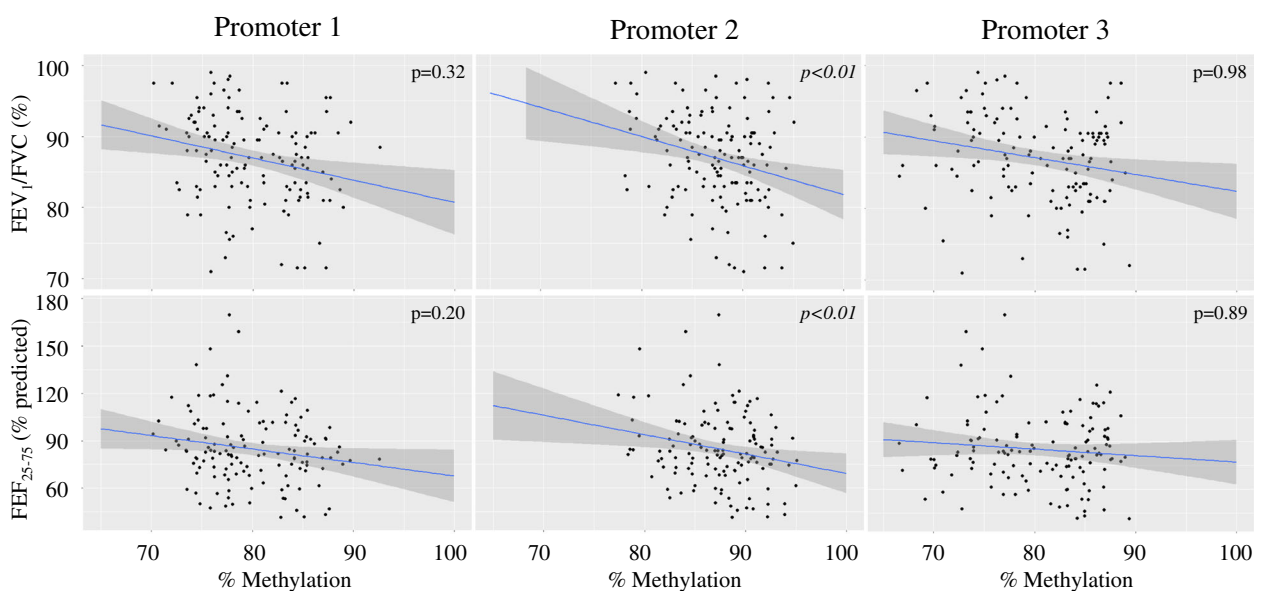 Promoter 1 Promoter 2 Promoter 3
FEV1/FVC (%)
100
90
80
70
p=0.32 p<0.01 p=0.98
FEF25-75 (% predicted)
180
150
120
90
60
p=0.20 p<0.01 p=0.89
70 80 90 100 70 80 90 100 70 80 90 100
% Methylation % Methylation % Methylation